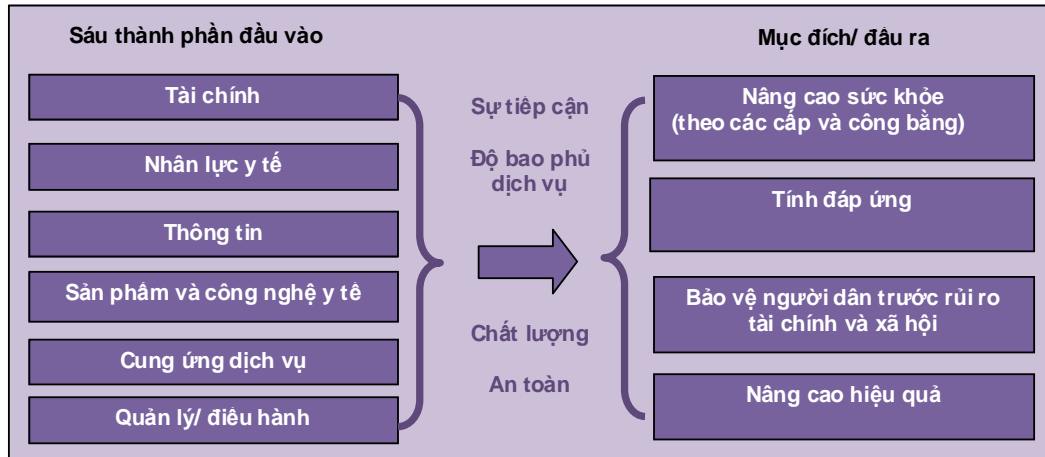 Sáu thành phần đầu vào
Tài chính
Nhân lực y tế
Thông tin
Sản phẩm và công nghệ y tế
Cung ứng dịch vụ
Quản lý/ điều hành
Sự tiếp cận
Độ bao phủ
dịch vụ
Chất lượng
An toàn
Mục đích/ đầu ra
Nâng cao sức khỏe
(theo các cấp và công bằng)
Tính đáp ứng
Bảo vệ người dân trước rủi ro
tài chính và xã hội
Nâng cao hiệu quả